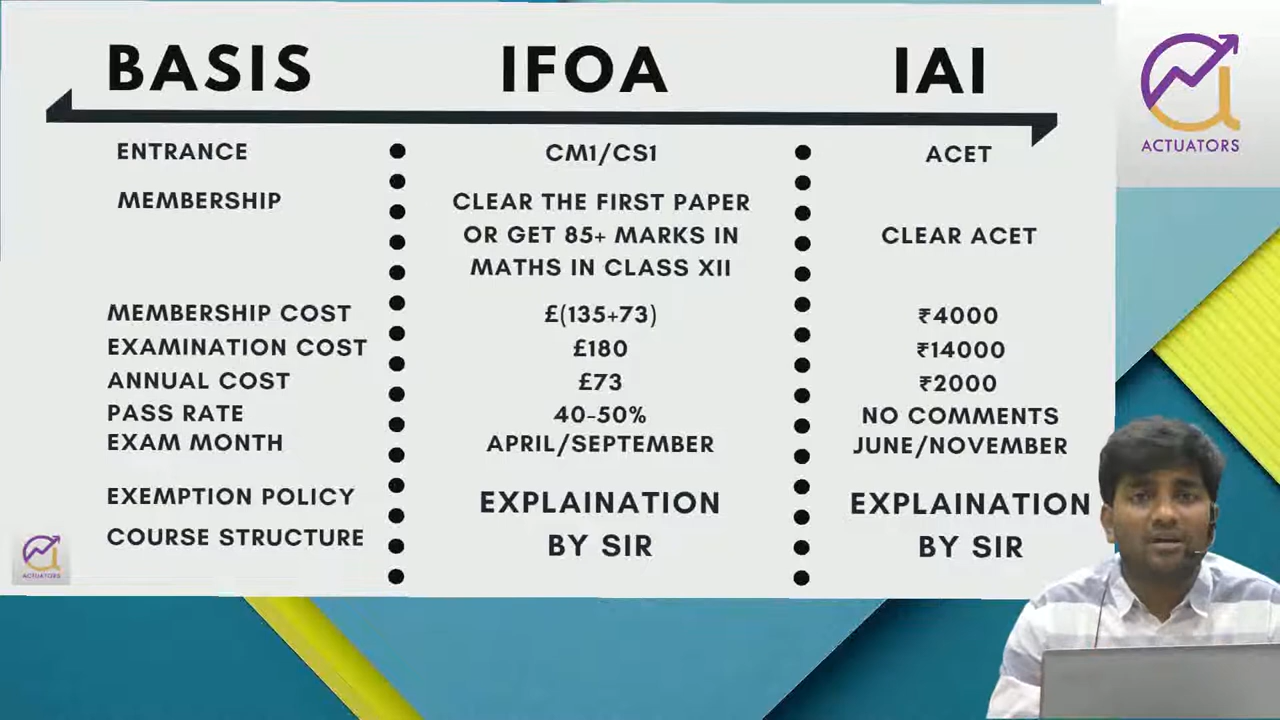 BASIS IFOA IAI
ENTRANCE CM1/CS1 ACET
MEMBERSHIP CLEAR THE FIRST PAPER
OR GET 85+ MARKS IN CLEAR ACET
MATHS IN CLASS XII
MEMBERSHIP COST £(135+73) ₹4000
EXAMINATION COST £180 ₹14000
ANNUAL COST £73 ₹2000
PASS RATE 40-50% NO COMMENTS
EXAM MONTH APRIL/SEPTEMBER JUNE/NOVEMBER
EXEMPTION POLICY EXPLAINATION EXPLAINATION
COURSE STRUCTURE BY SIR BY SIR
ACTUATORS
ACTUATORS